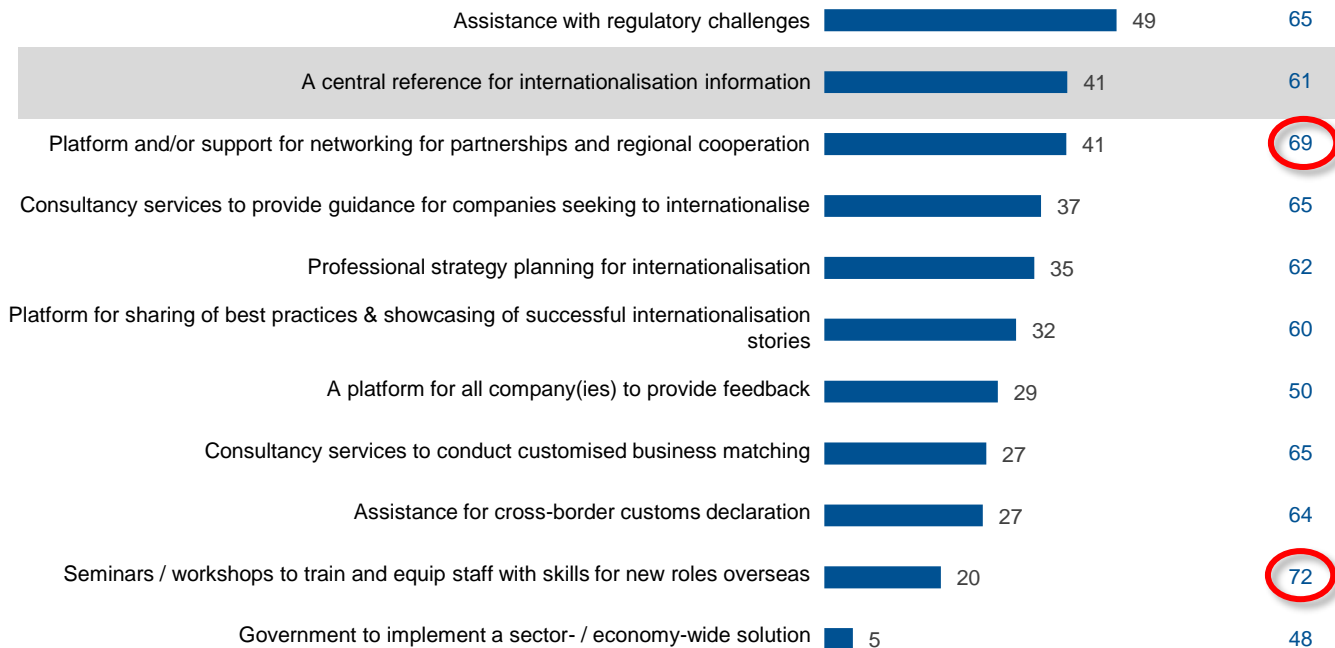 Assistance with regulatory challenges 49 65
A central reference for internationalisation information 41 61
Platform and/or support for networking for partnerships and regional cooperation 41 69
Consultancy services to provide guidance for companies seeking to internationalise 37 65
Professional strategy planning for internationalisation 35 62
Platform for sharing of best practices & showcasing of successful internationalisation
stories 32 60
A platform for all company(ies) to provide feedback 29 50
Consultancy services to conduct customised business matching 27 65
Assistance for cross-border customs declaration 27 64
Seminars / workshops to train and equip staff with skills for new roles overseas 20 72
Government to implement a sector- / economy-wide solution 5 48